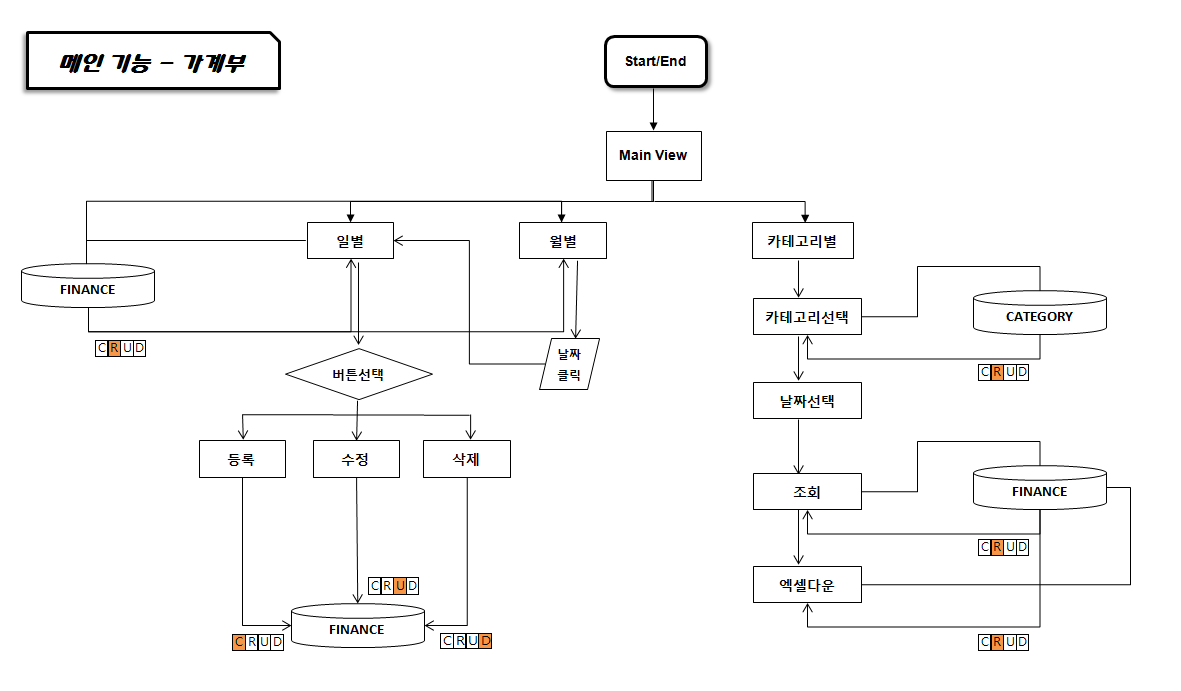 메인 기능 - 가계부
Start/End
Main View
일별
월별
카테고리별
FINANCE
CRUD
카테고리선택
CATEGORY
CRUD
날짜
클릭
버튼선택
날짜선택
등록
수정
삭제
조회
FINANCE
CRUD
엑셀다운
CRUD
FINANCE
CRUD
CRUD
CRUD